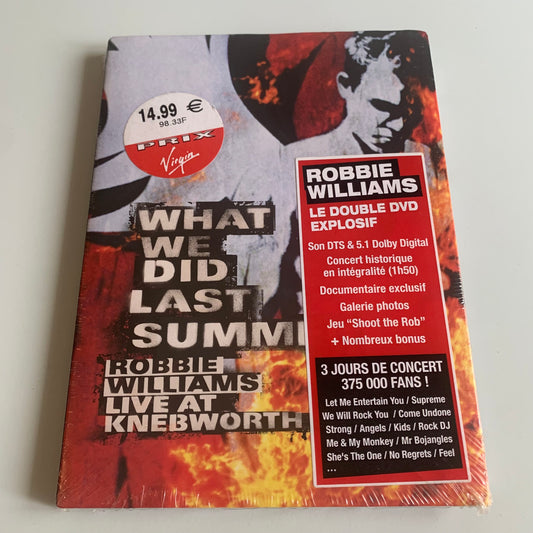 14.99 €
98.33F
PRIX
Virgin
WHAT
WE
DID
LAST
SUMM
ROBBIE
WILLIAMS
LIVE AT
KNEBWORTH
ROBBIE
WILLIAMS
LE DOUBLE DVD
EXPLOSIF
Son DTS & 5.1 Dolby Digital
Concert historique
en intégralité (1h50)
Documentaire exclusif
Galerie photos
Jeu "Shoot the Rob"
+ Nombreux bonus
3 JOURS DE CONCERT
375 000 FANS !
Let Me Entertain You / Supreme
We Will Rock You / Come Undone
Strong / Angels / Kids / Rock DJ
Me & My Monkey / Mr Bojangles
She's The One / No Regrets / Feel
...